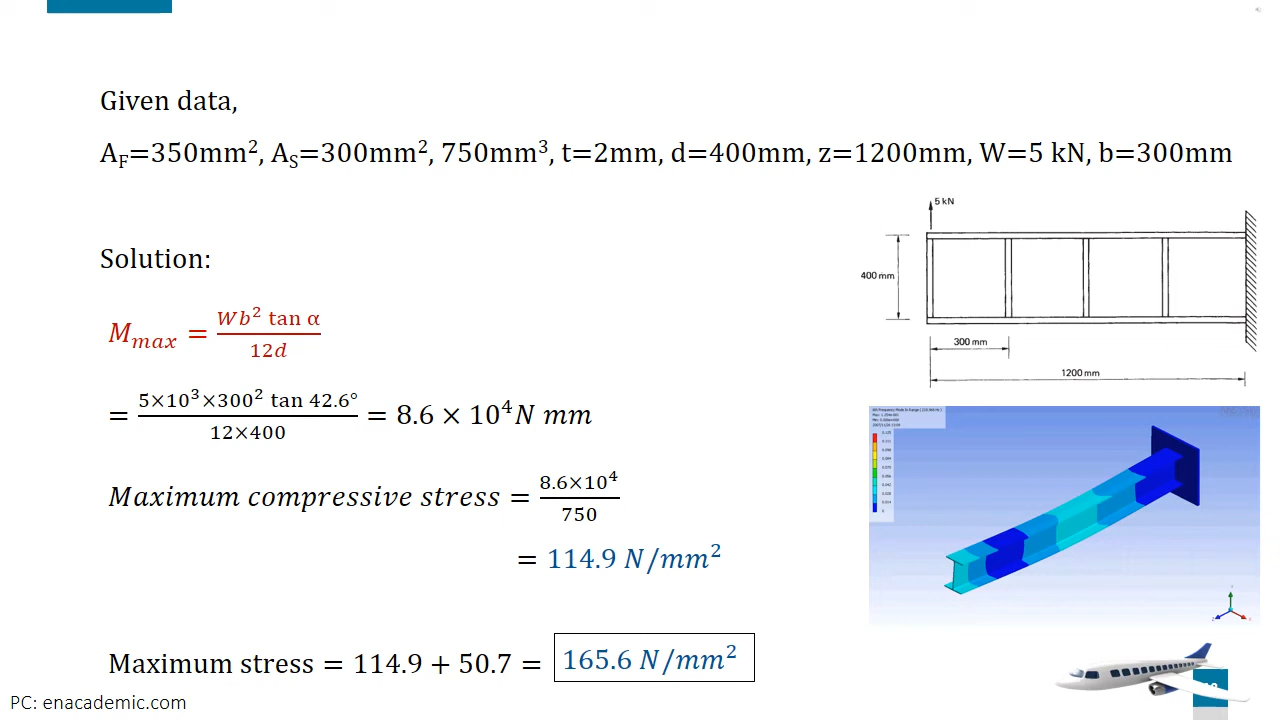 Given data,
A_F=350mm², A_S=300mm², 750mm³, t=2mm, d=400mm, z=1200mm, W=5 kN, b=300mm
5 kN
400 mm
300 mm
1200 mm
Solution:
M_max = Wb² tan α / 12d
= 5×10³×300² tan 42.6° / 12×400 = 8.6 × 10⁴ N mm
Maximum compressive stress = 8.6×10⁴ / 750
= 114.9 N/mm²
Maximum stress = 114.9 + 50.7 = 165.6 N/mm²
PC: enacademic.com